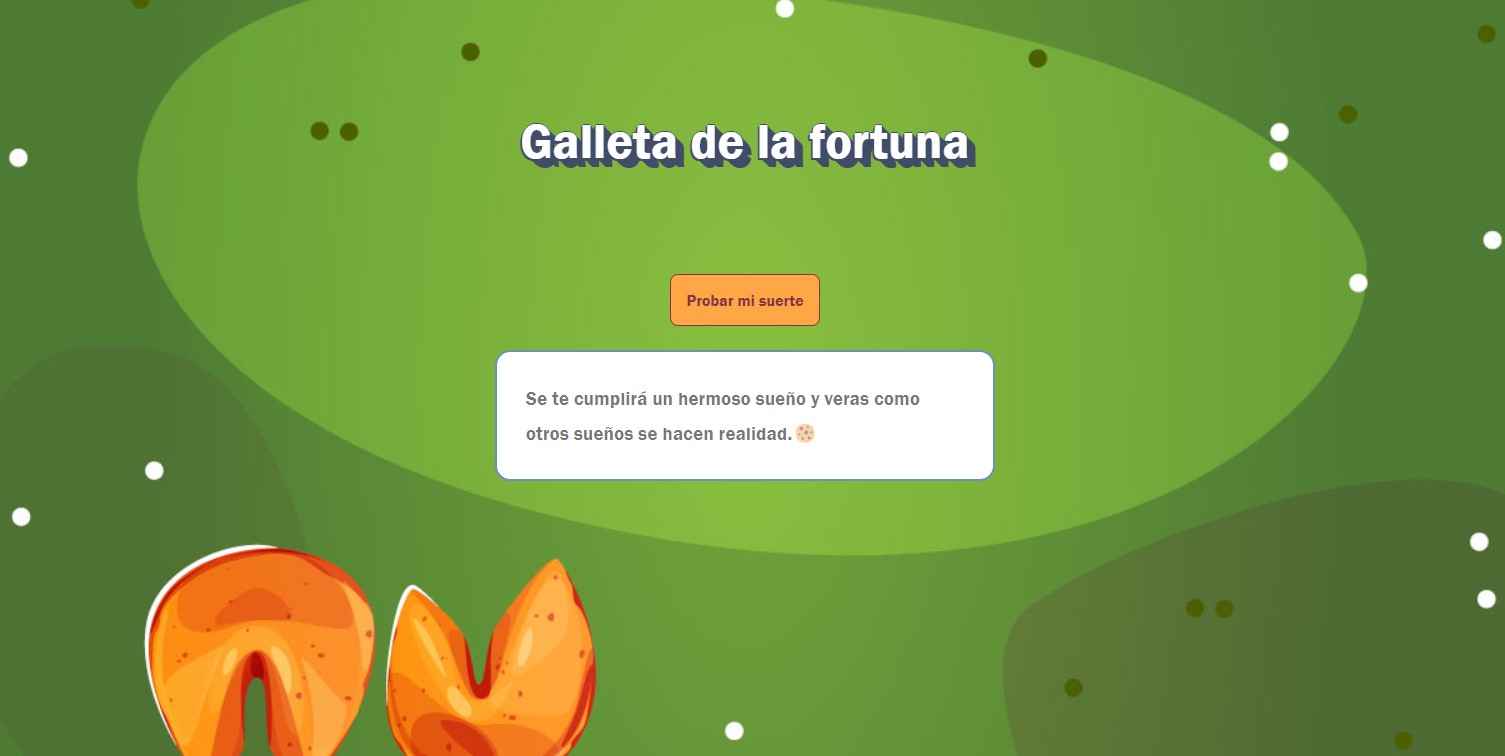 Galleta de la fortuna
Probar mi suerte
Se te cumplirá un hermoso sueño y veras como
otros sueños se hacen realidad.🍪